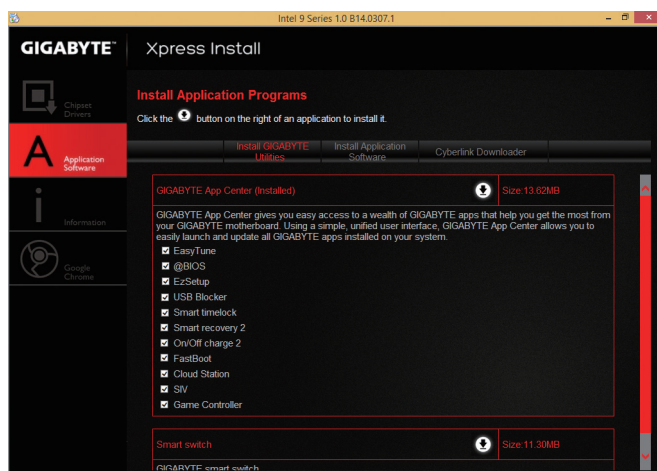 Intel 9 Series 1.0 B14.0307.1
GIGABYTE™
Xpress Install
Chipset
Drivers
Application
Software
Information
Google
Chrome
Install Application Programs
Click the button on the right of an application to install it.
Install GIGABYTE
Utilities
Install Application
Software
Cyberlink Downloader
GIGABYTE App Center (Installed)
Size:13.62MB
GIGABYTE App Center gives you easy access to a wealth of GIGABYTE apps that help you get the most from
your GIGABYTE motherboard. Using a simple, unified user interface, GIGABYTE App Center allows you to
easily launch and update all GIGABYTE apps installed on your system.
EasyTune
@BIOS
EzSetup
USB Blocker
Smart timelock
Smart recovery 2
On/Off charge 2
FastBoot
Cloud Station
SIV
Game Controller
Smart switch
Size:11.30MB
GIGABYTE smart switch